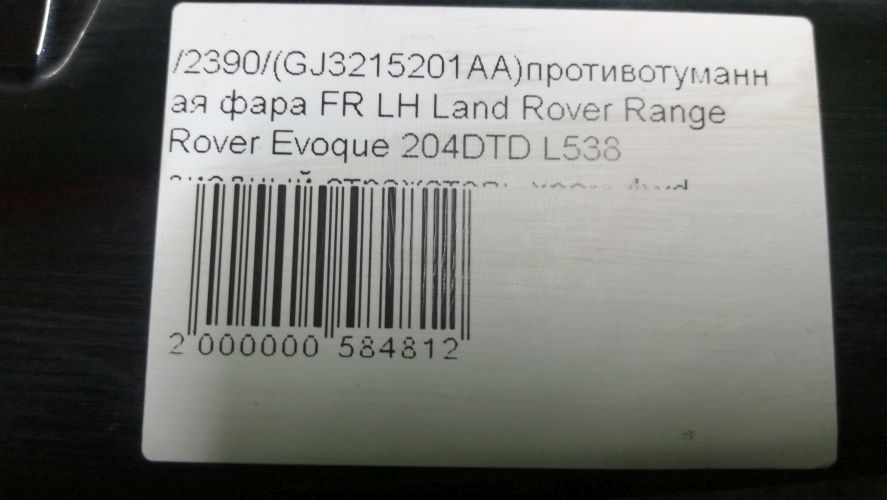 /2390/(GJ3215201AA)противотуманн
ая фара FR LH Land Rover Range
Rover Evoque 204DTD L538
2 000000 584812